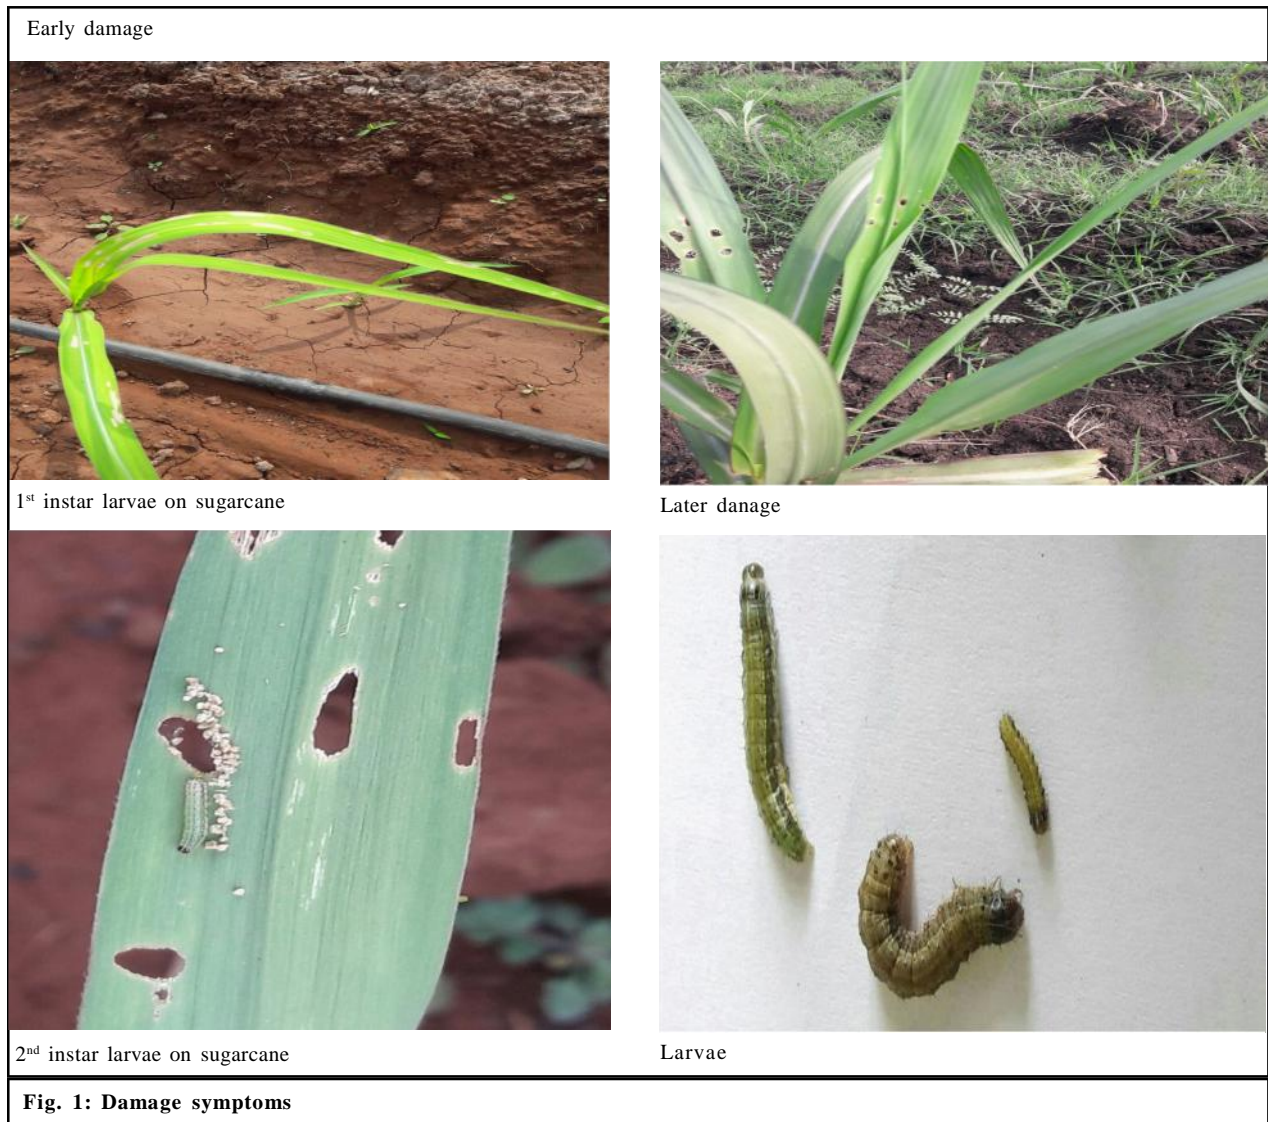 Early damage
1st instar larvae on sugarcane
Later danage
2nd instar larvae on sugarcane
Larvae
Fig. 1: Damage symptoms